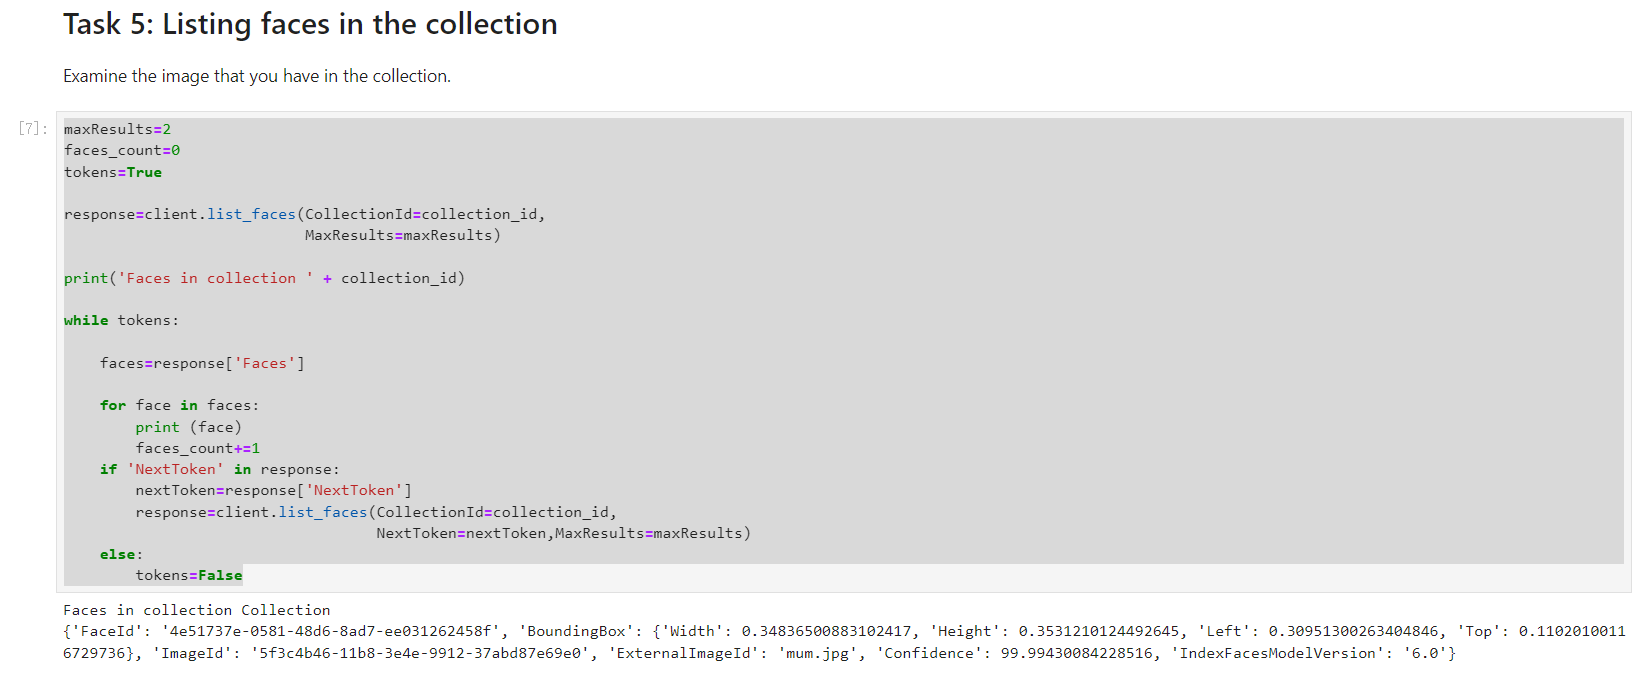 Task 5: Listing faces in the collection
Examine the image that you have in the collection.
[7]:
maxResults=2
faces_count=0
tokens=True
response=client.list_faces(CollectionId=collection_id,
                           MaxResults=maxResults)
print('Faces in collection ' + collection_id)
while tokens:
    faces=response['Faces']
    for face in faces:
        print (face)
        faces_count+=1
    if 'NextToken' in response:
        nextToken=response['NextToken']
        response=client.list_faces(CollectionId=collection_id,
                                   NextToken=nextToken,MaxResults=maxResults)
    else:
        tokens=False
Faces in collection Collection
{'FaceId': '4e51737e-0581-48d6-8ad7-ee031262458f', 'BoundingBox': {'Width': 0.34836500883102417, 'Height': 0.3531210124492645, 'Left': 0.30951300263404846, 'Top': 0.1102010011
6729736}, 'ImageId': '5f3c4b46-11b8-3e4e-9912-37abd87e69e0', 'ExternalImageId': 'mum.jpg', 'Confidence': 99.99430084228516, 'IndexFacesModelVersion': '6.0'}